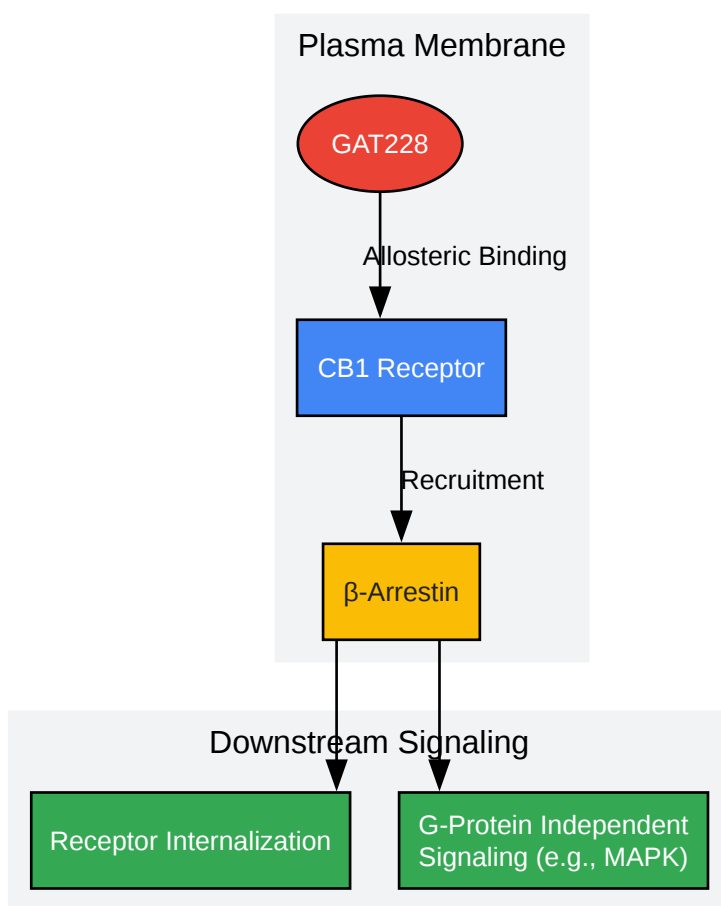 Plasma Membrane
GAT228
Allosteric Binding
CB1 Receptor
Recruitment
β-Arrestin
Downstream Signaling
Receptor Internalization
G-Protein Independent
Signaling (e.g., MAPK)